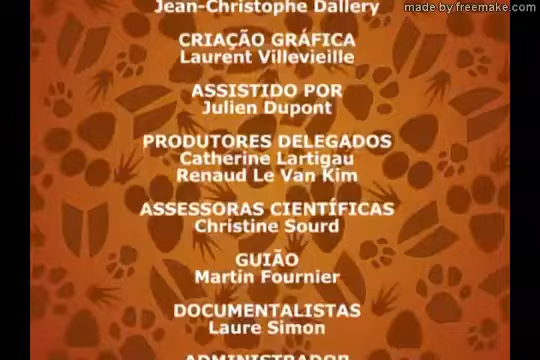 Jean-Christophe Dallery
made by freemake.com
CRIAÇÃO GRÁFICA
Laurent Villevieille
ASSISTIDO POR
Julien Dupont
PRODUTORES DELEGADOS
Catherine Lartigau
Renaud Le Van Kim
ASSESSORAS CIENTÍFICAS
Christine Sourd
GUIÃO
Martin Fournier
DOCUMENTALISTAS
Laure Simon
ADMINISTRADOR